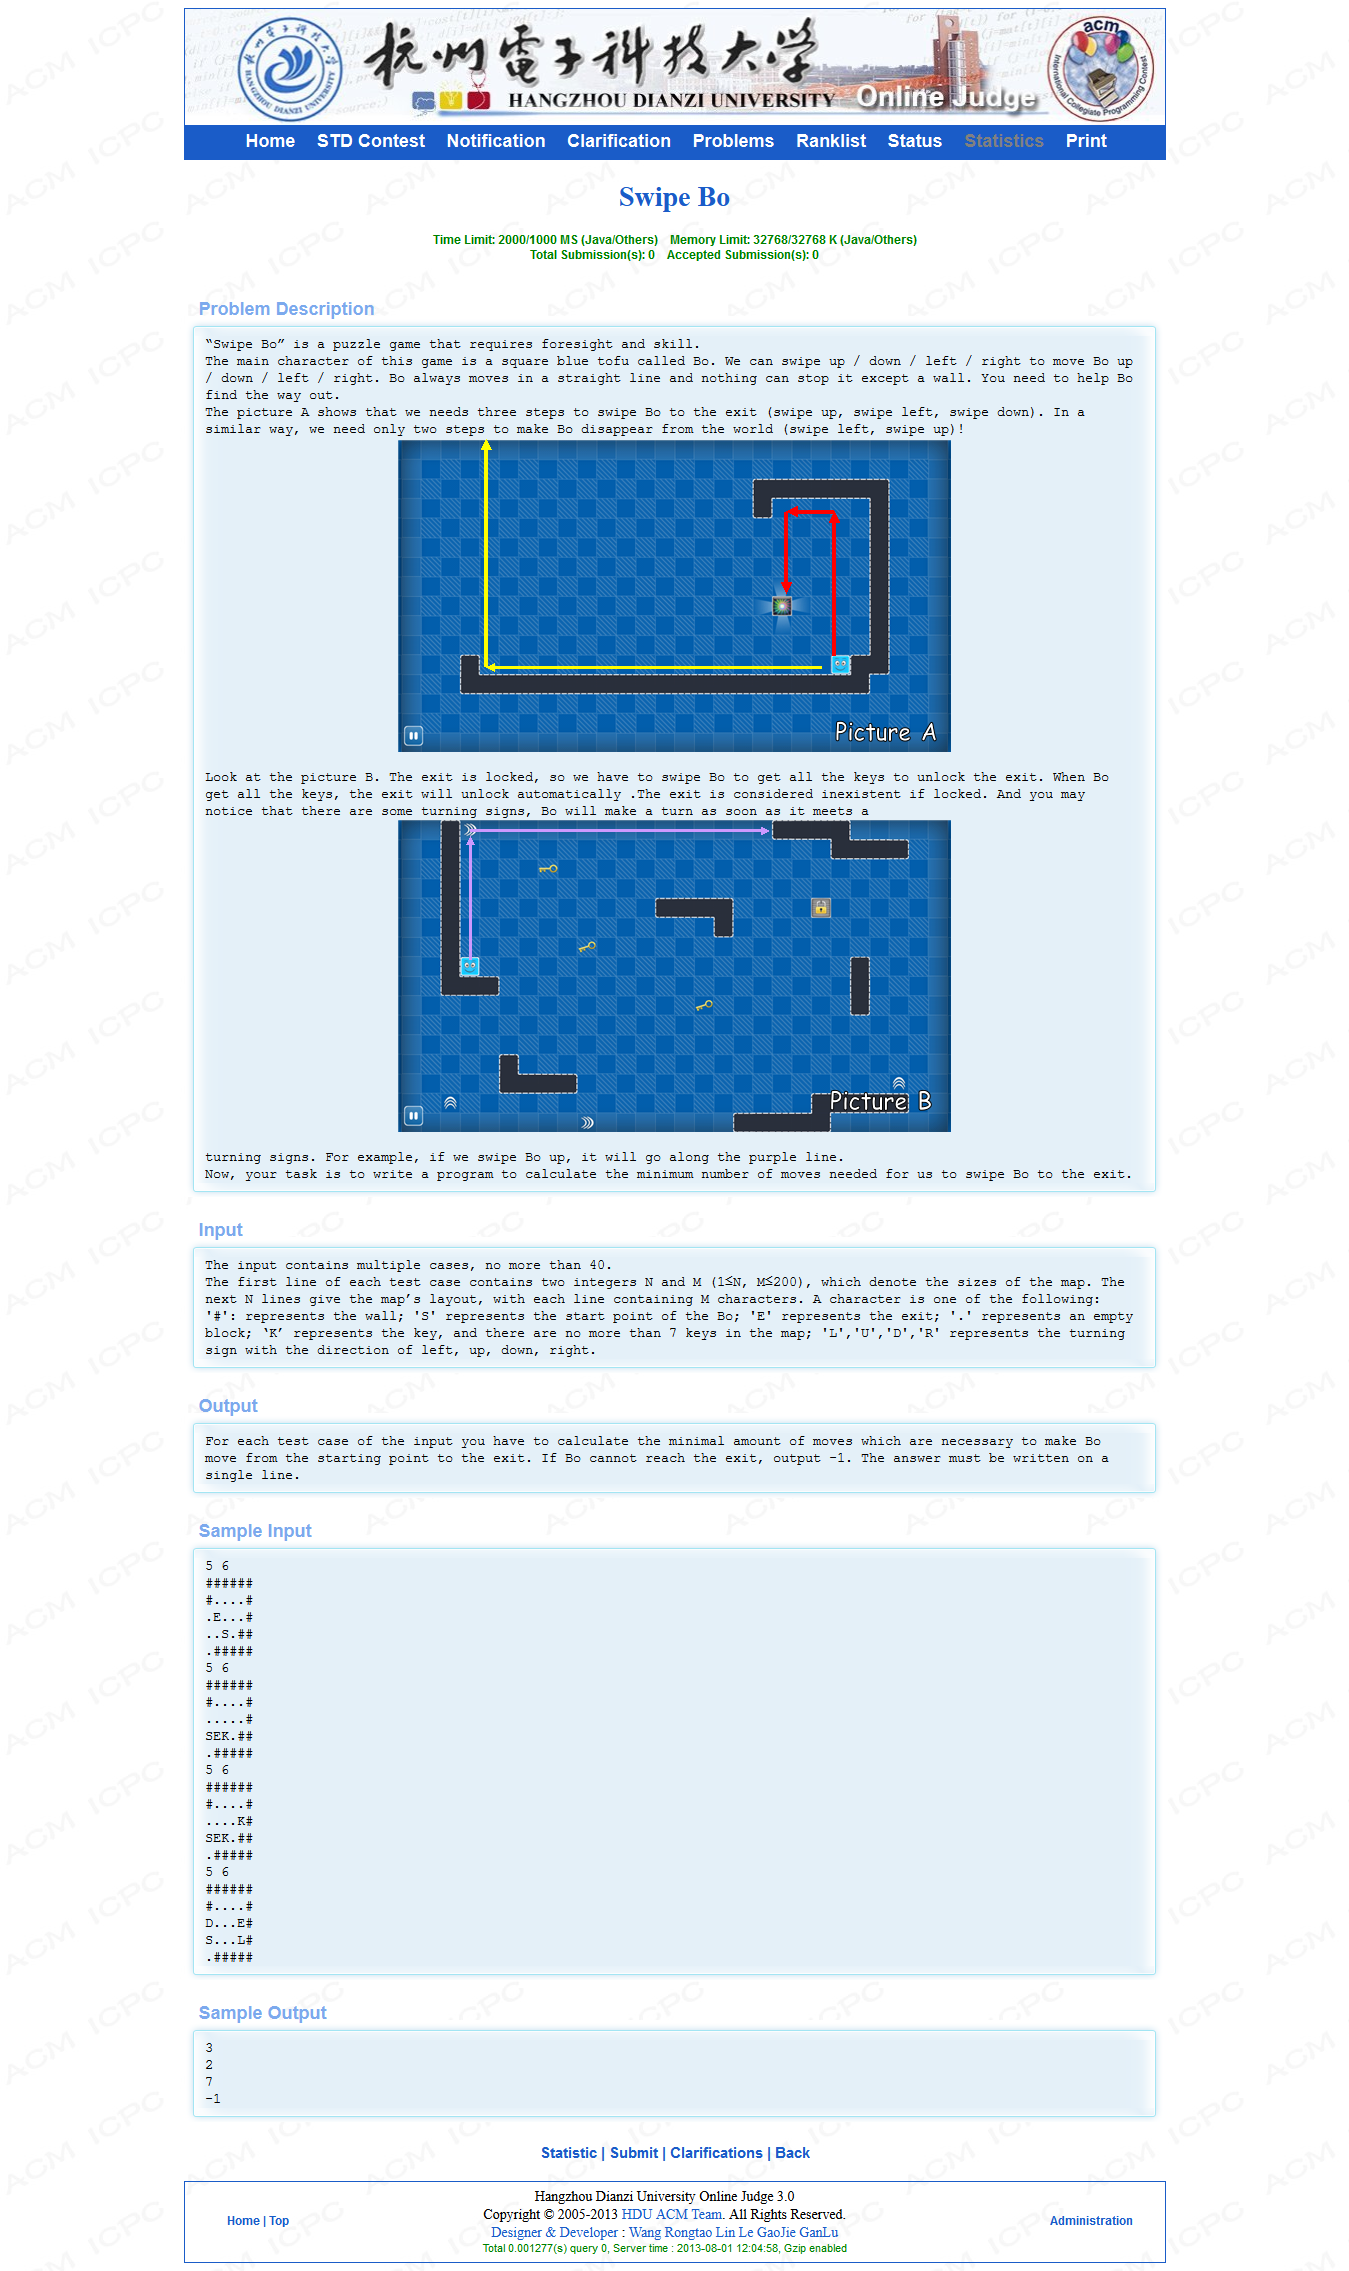 杭州電子科技大学
HANGZHOU DIANZI UNIVERSITY
Online Judge
acm
International Collegiate Programming Contest
Home STD Contest Notification Clarification Problems Ranklist Status Statistics Print
Swipe Bo
Time Limit: 2000/1000 MS (Java/Others) Memory Limit: 32768/32768 K (Java/Others)
Total Submission(s): 0 Accepted Submission(s): 0
Problem Description
“Swipe Bo” is a puzzle game that requires foresight and skill.
The main character of this game is a square blue tofu called Bo. We can swipe up / down / left / right to move Bo up
/ down / left / right. Bo always moves in a straight line and nothing can stop it except a wall. You need to help Bo
find the way out.
The picture A shows that we needs three steps to swipe Bo to the exit (swipe up, swipe left, swipe down). In a
similar way, we need only two steps to make Bo disappear from the world (swipe left, swipe up)!
Picture A
Look at the picture B. The exit is locked, so we have to swipe Bo to get all the keys to unlock the exit. When Bo
get all the keys, the exit will unlock automatically .The exit is considered inexistent if locked. And you may
notice that there are some turning signs, Bo will make a turn as soon as it meets a
Picture B
turning signs. For example, if we swipe Bo up, it will go along the purple line.
Now, your task is to write a program to calculate the minimum number of moves needed for us to swipe Bo to the exit.
Input
The input contains multiple cases, no more than 40.
The first line of each test case contains two integers N and M (1≤N, M≤200), which denote the sizes of the map. The
next N lines give the map’s layout, with each line containing M characters. A character is one of the following:
'#': represents the wall; 'S' represents the start point of the Bo; 'E' represents the exit; '.' represents an empty
block; ‘K’ represents the key, and there are no more than 7 keys in the map; 'L','U','D','R' represents the turning
sign with the direction of left, up, down, right.
Output
For each test case of the input you have to calculate the minimal amount of moves which are necessary to make Bo
move from the starting point to the exit. If Bo cannot reach the exit, output -1. The answer must be written on a
single line.
Sample Input
5 6
######
#....#
.E...#
..S.##
.#####
5 6
######
#....#
.....#
SEK.##
.#####
5 6
######
#....#
....K#
SEK.##
.#####
5 6
######
#....#
D...E#
S...L#
.#####
Sample Output
3
2
7
-1
Statistic | Submit | Clarifications | Back
Home | Top
Hangzhou Dianzi University Online Judge 3.0
Copyright © 2005-2013 HDU ACM Team. All Rights Reserved.
Designer & Developer : Wang Rongtao Lin Le GaoJie GanLu
Total 0.001277(s) query 0, Server time : 2013-08-01 12:04:58, Gzip enabled
Administration